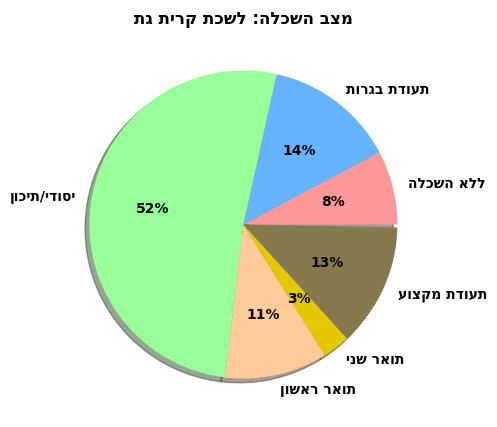 מצב השכלה: לשכת קרית גת
תעודת בגרות
14%
ללא השכלה
8%
יסודי/תיכון
52%
13%
תעודת מקצוע
3%
11%
תואר שני
תואר ראשון